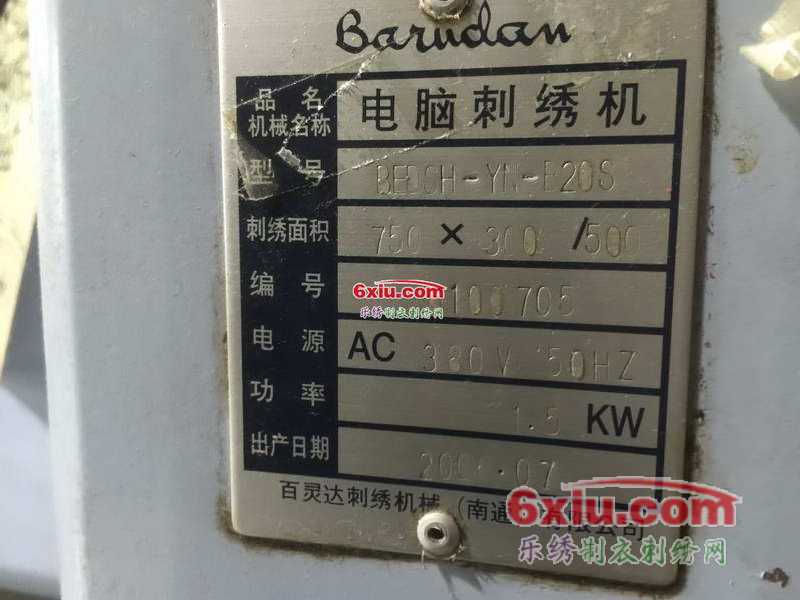 Barudan
品名 机械名称 电脑刺绣机
型号
刺绣面积 750 × 300 /500
编号 100705
电源 AC 380V 50HZ
功率 1.5 KW
出产日期
百灵达刺绣机械(南通
6xiu.com
乐绣制衣刺绣网
6xiu.com
乐绣制衣刺绣网